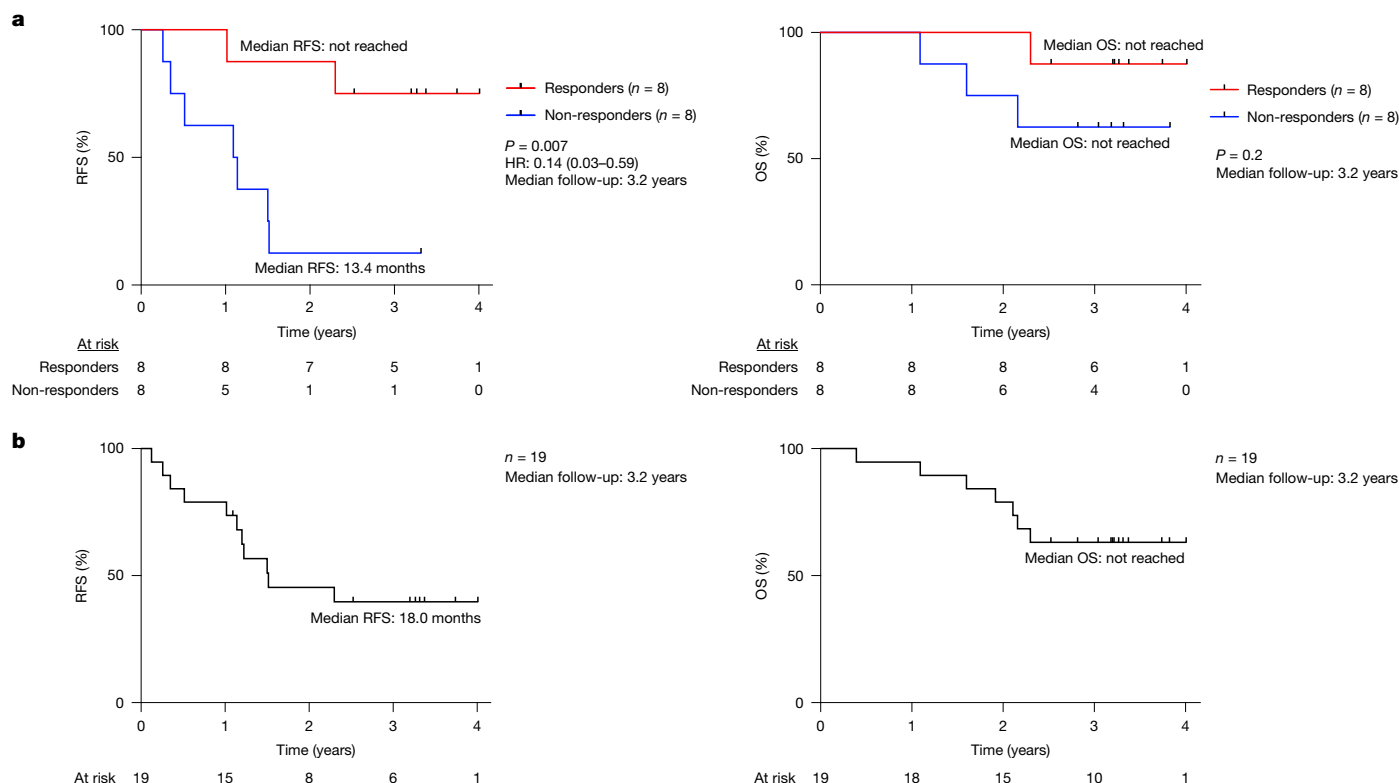 a
100
50
0
RFS (%)
Median RFS: not reached
Median RFS: 13.4 months
0 1 2 3 4
Time (years)
Responders (n = 8)
Non-responders (n = 8)
P = 0.007
HR: 0.14 (0.03–0.59)
Median follow-up: 3.2 years
At risk
Responders 8 8 7 5 1
Non-responders 8 5 1 1 0
100
50
0
OS (%)
Median OS: not reached
Median OS: not reached
0 1 2 3 4
Time (years)
Responders (n = 8)
Non-responders (n = 8)
P = 0.2
Median follow-up: 3.2 years
At risk
Responders 8 8 8 6 1
Non-responders 8 8 6 4 0
b
100
50
0
RFS (%)
Median RFS: 18.0 months
0 1 2 3 4
Time (years)
n = 19
Median follow-up: 3.2 years
At risk 19 15 8 6 1
100
50
0
OS (%)
Median OS: not reached
0 1 2 3 4
Time (years)
n = 19
Median follow-up: 3.2 years
At risk 19 18 15 10 1